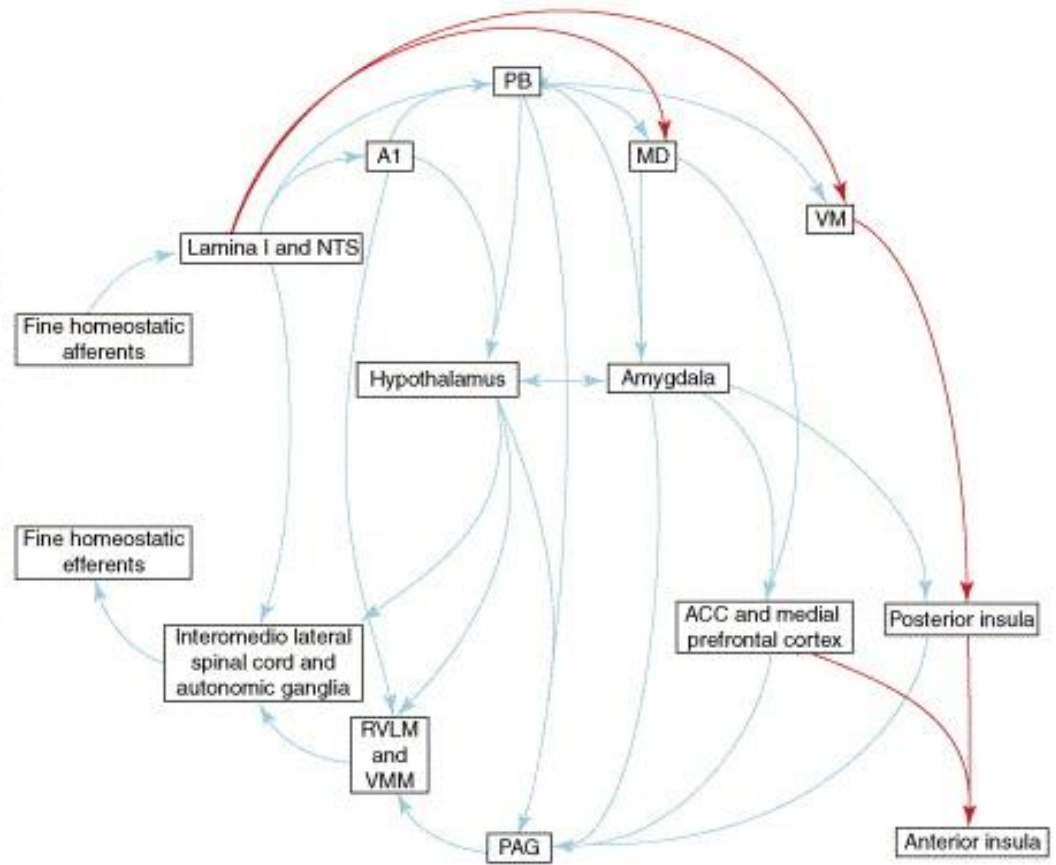 PB
A1
MD
VM
Lamina I and NTS
Fine homeostatic
afferents
Hypothalamus
Amygdala
Fine homeostatic
efferents
Interomedio lateral
spinal cord and
autonomic ganglia
ACC and medial
prefrontal cortex
Posterior insula
RVLM
and
VMM
PAG
Anterior insula